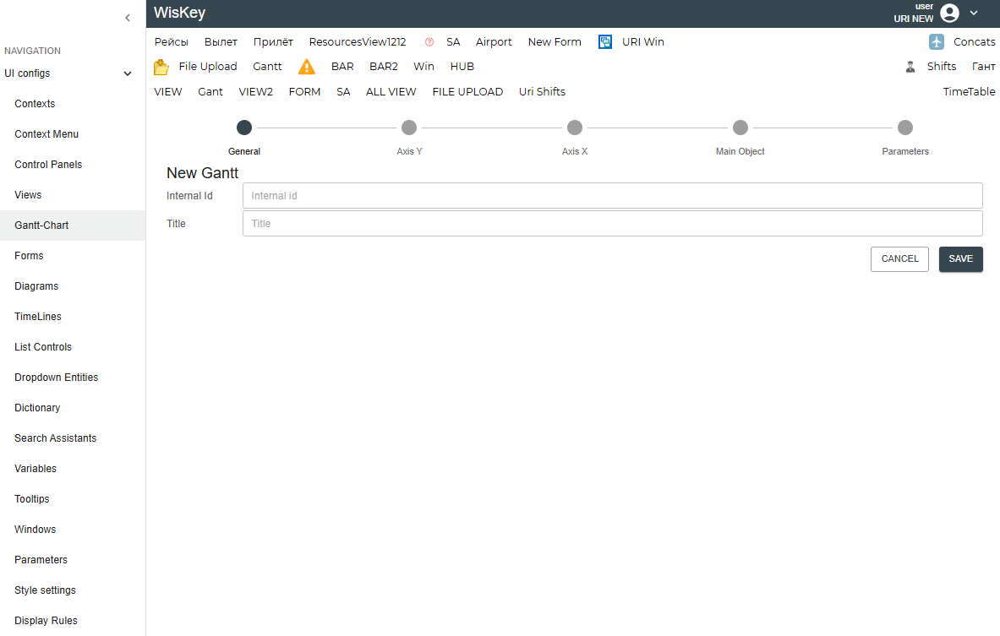 WisKey
user
URI NEW
NAVIGATION
UI configs
Contexts
Context Menu
Control Panels
Views
Gantt-Chart
Forms
Diagrams
TimeLines
List Controls
Dropdown Entities
Dictionary
Search Assistants
Variables
Tooltips
Windows
Parameters
Style settings
Display Rules
Рейсы Вылет Прилёт ResourcesView1212 SA Airport New Form URI Win Concats
File Upload Gantt BAR BAR2 Win HUB Shifts Гант
VIEW Gant VIEW2 FORM SA ALL VIEW FILE UPLOAD Uri Shifts TimeTable
General Axis Y Axis X Main Object Parameters
New Gantt
Internal Id Internal id
Title Title
CANCEL SAVE